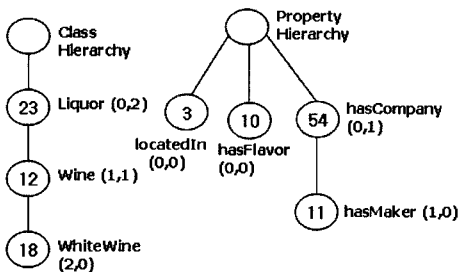 Class
Hierarchy
23
Liquor (0,2)
12
Wine (1,1)
18
WhiteWine
(2,0)
Property
Hierarchy
3
locatedIn
(0,0)
10
hasFlavor
(0,0)
54
hasCompany
(0,1)
11
hasMaker (1,0)